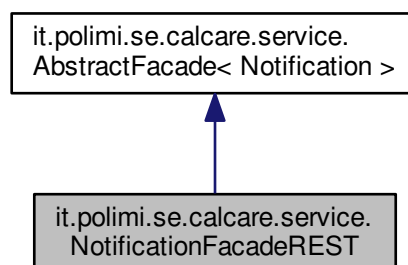 it.polimi.se.calcare.service.
AbstractFacade< Notification >
it.polimi.se.calcare.service.
NotificationFacadeREST